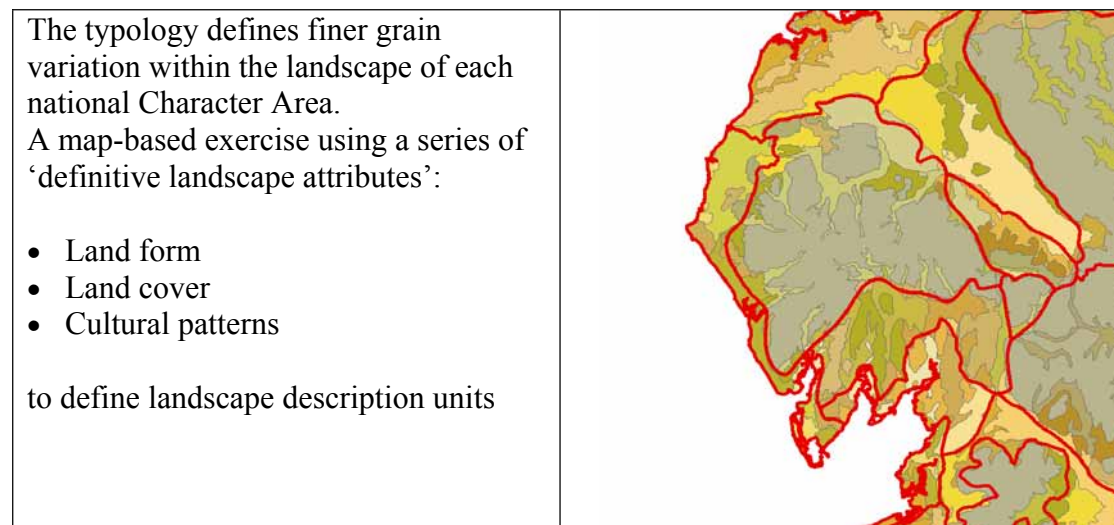 The typology defines finer grain
variation within the landscape of each
national Character Area.
A map-based exercise using a series of
‘definitive landscape attributes’:
• Land form
• Land cover
• Cultural patterns
to define landscape description units